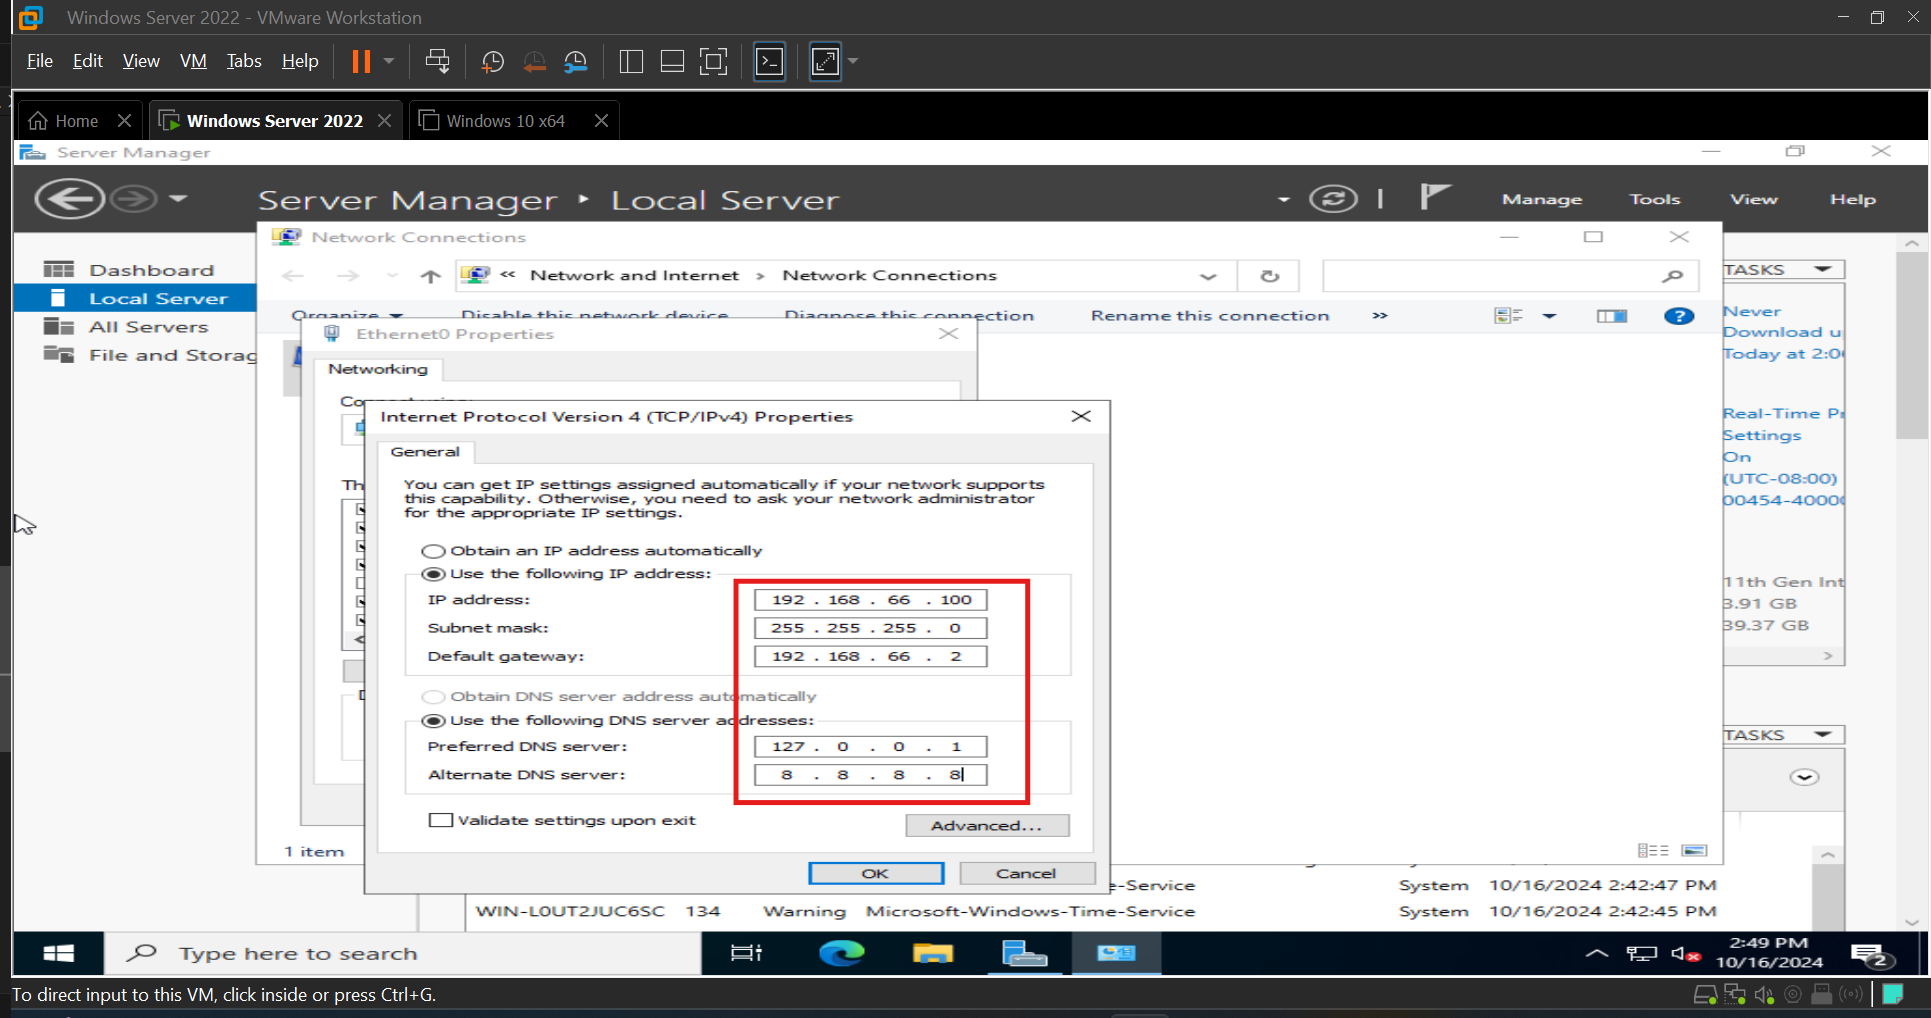 Windows Server 2022 - VMware Workstation
File Edit View VM Tabs Help
Home Windows Server 2022 Windows 10 x64
Server Manager
Server Manager Local Server Manage Tools View Help
Network Connections
Dashboard
Local Server
All Servers
File and Storag
« Network and Internet > Network Connections
Organize Disable this network device Diagnose this connection Rename this connection »
Ethernet0 Properties
Networking
Internet Protocol Version 4 (TCP/IPv4) Properties
General
You can get IP settings assigned automatically if your network supports
this capability. Otherwise, you need to ask your network administrator
for the appropriate IP settings.
Obtain an IP address automatically
Use the following IP address:
IP address: 192 . 168 . 66 . 100
Subnet mask: 255 . 255 . 255 . 0
Default gateway: 192 . 168 . 66 . 2
Obtain DNS server address automatically
Use the following DNS server addresses:
Preferred DNS server: 127 . 0 . 0 . 1
Alternate DNS server: 8 . 8 . 8 . 8
Validate settings upon exit Advanced...
OK Cancel
1 item
TASKS
Never
Download u
Today at 2:0
Real-Time P
Settings
On
(UTC-08:00)
00454-4000
11th Gen Int
3.91 GB
39.37 GB
TASKS
e-Service System 10/16/2024 2:42:47 PM
WIN-L0UT2JUC6SC 134 Warning Microsoft-Windows-Time-Service System 10/16/2024 2:42:45 PM
Type here to search
2:49 PM
10/16/2024
2
To direct input to this VM, click inside or press Ctrl+G.